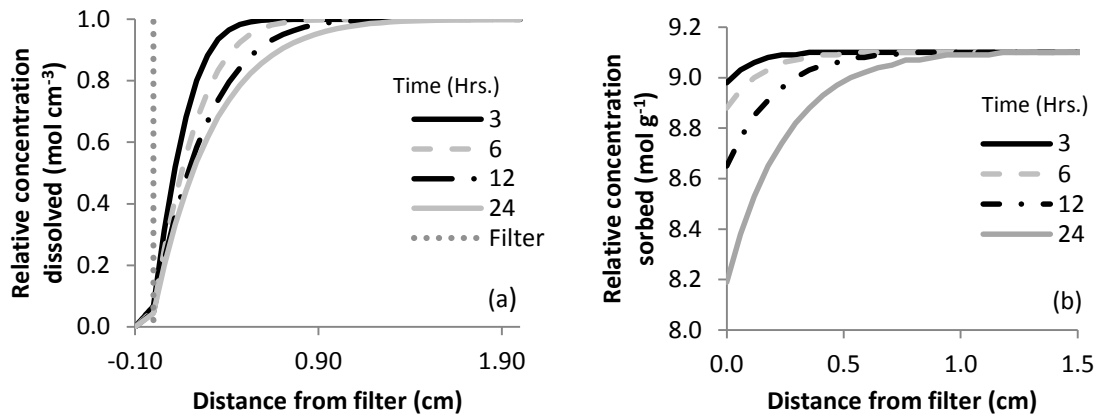 Relative concentration
dissolved (mol cm⁻³)
1.0
0.8
0.6
0.4
0.2
0.0
-0.10
0.90
1.90
Distance from filter (cm)
Time (Hrs.)
3
6
12
24
Filter
(a)
Relative concentration
sorbed (mol g⁻¹)
9.2
9.0
8.8
8.6
8.4
8.2
8.0
0.0
0.5
1.0
1.5
Distance from filter (cm)
Time (Hrs.)
3
6
12
24
(b)